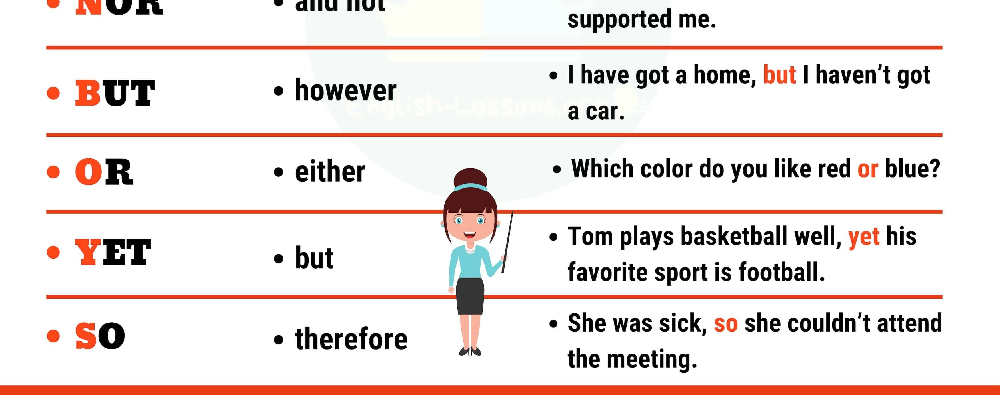 • NOR
• and not
supported me.
• BUT
• however
• I have got a home, but I haven’t got
a car.
English-Lessons.
• OR
• either
• Which color do you like red or blue?
• YET
• but
• Tom plays basketball well, yet his
favorite sport is football.
• SO
• therefore
• She was sick, so she couldn’t attend
the meeting.